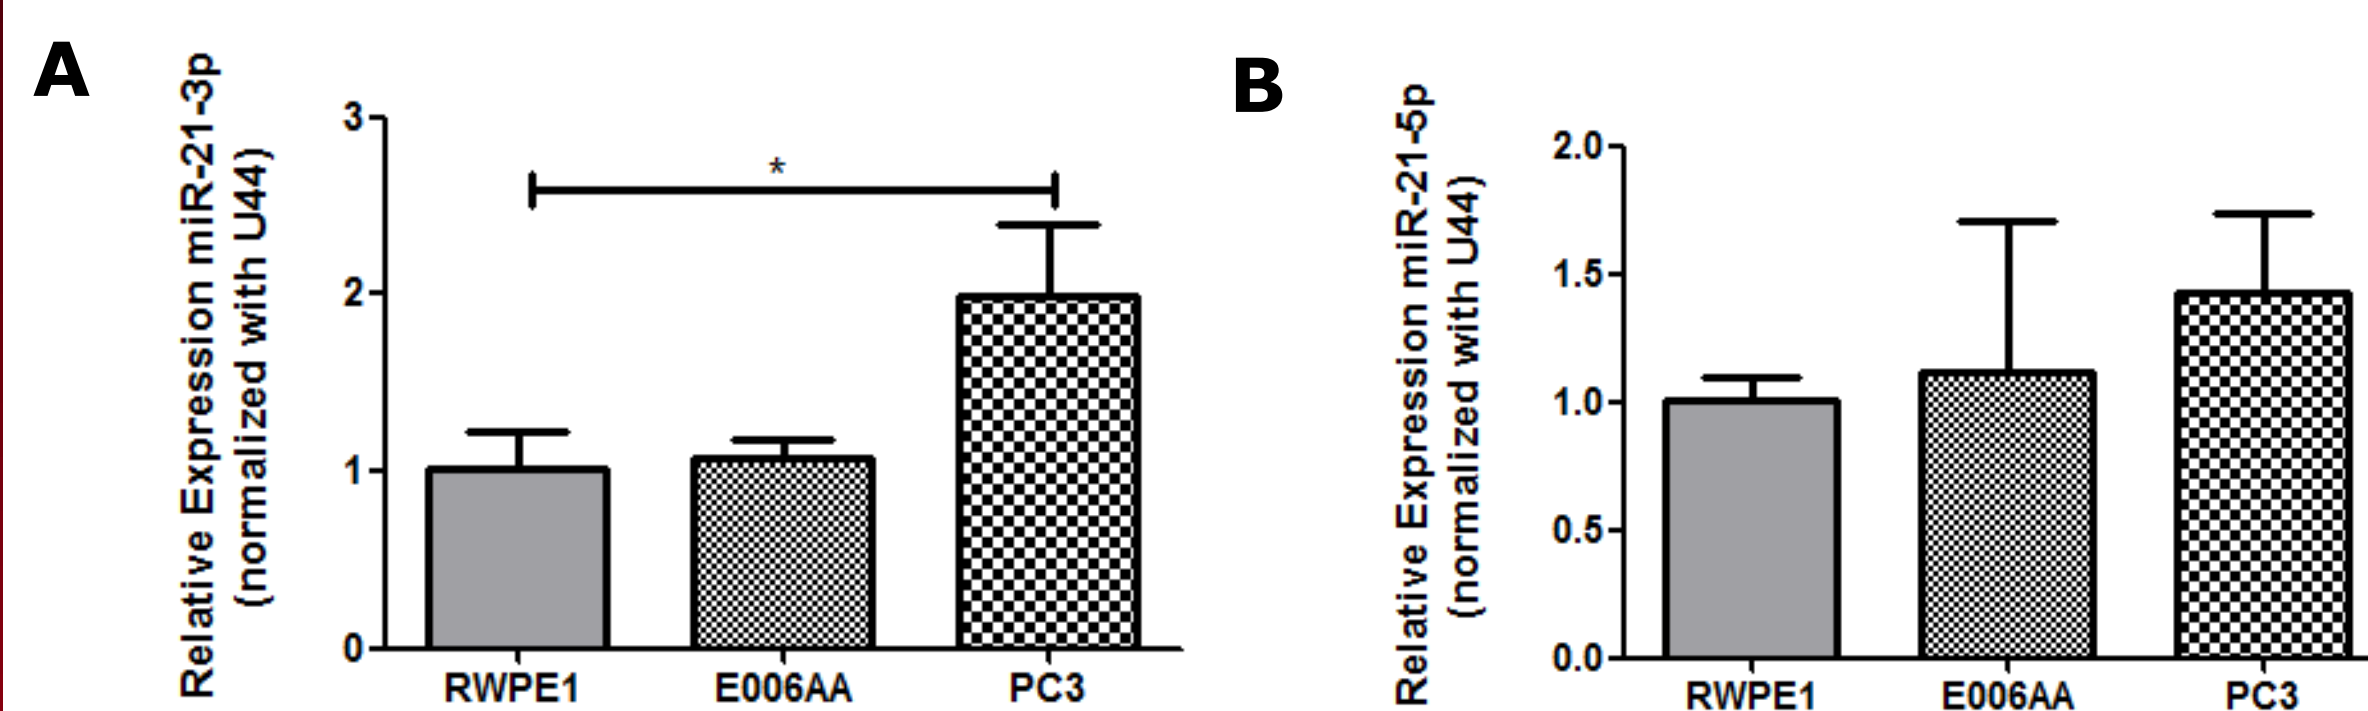 A
Relative Expression miR-21-3p
(normalized with U44)
3
2
1
0
*
RWPE1
E006AA
PC3
B
Relative Expression miR-21-5p
(normalized with U44)
2.0
1.5
1.0
0.5
0.0
RWPE1
E006AA
PC3